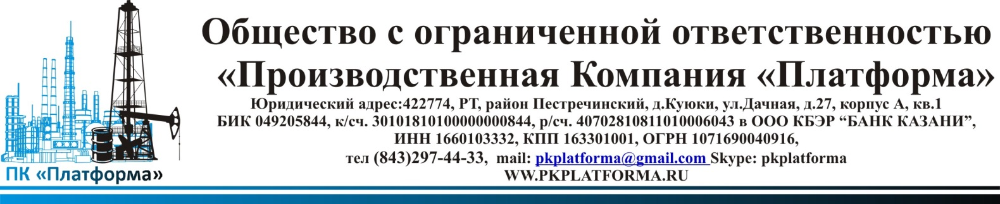 Общество с ограниченной ответственностью
«Производственная Компания «Платформа»
Юридический адрес:422774, РТ, район Пестречинский, д.Куюки, ул.Дачная, д.27, корпус А, кв.1
БИК 049205844, к/сч. 30101810100000000844, р/сч. 40702810811010006043 в ООО КБЭР “БАНК КАЗАНИ”,
ИНН 1660103332, КПП 163301001, ОГРН 1071690040916,
тел (843)297-44-33, mail: pkplatforma@gmail.com Skype: pkplatforma
WW.PKPLATFORMA.RU
ПК «Платформа»